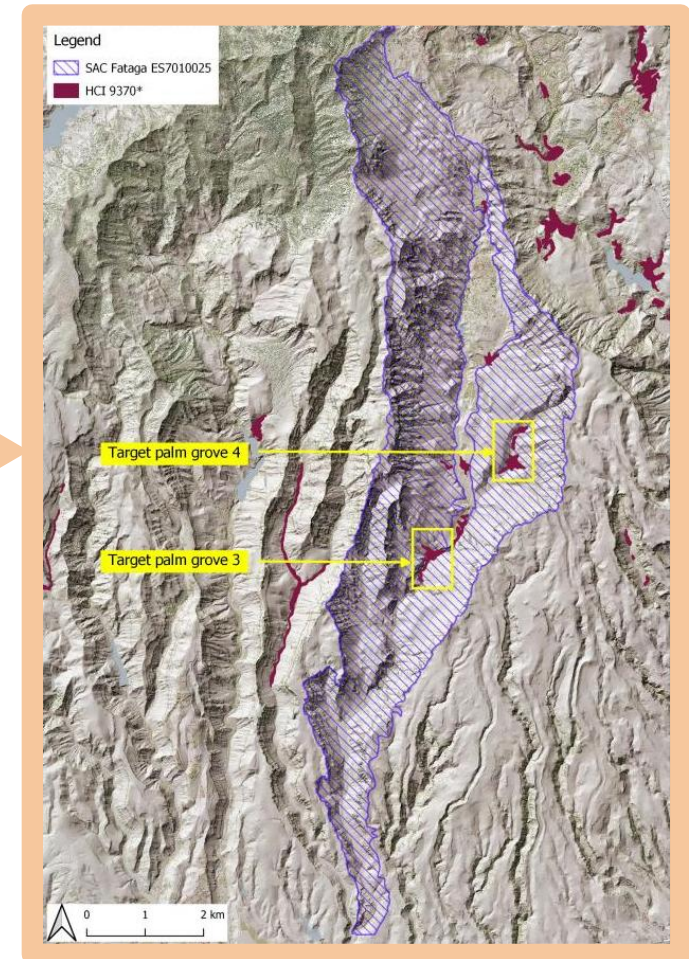 Legend
SAC Fataga ES7010025
HCI 9370*
Target palm grove 4
Target palm grove 3
0 1 2 km